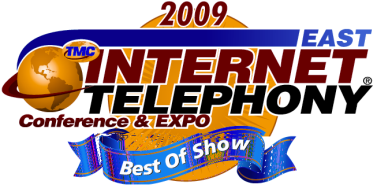 2009
EAST
TMC
INTERNET
TELEPHONY®
Conference & EXPO
Best Of Show